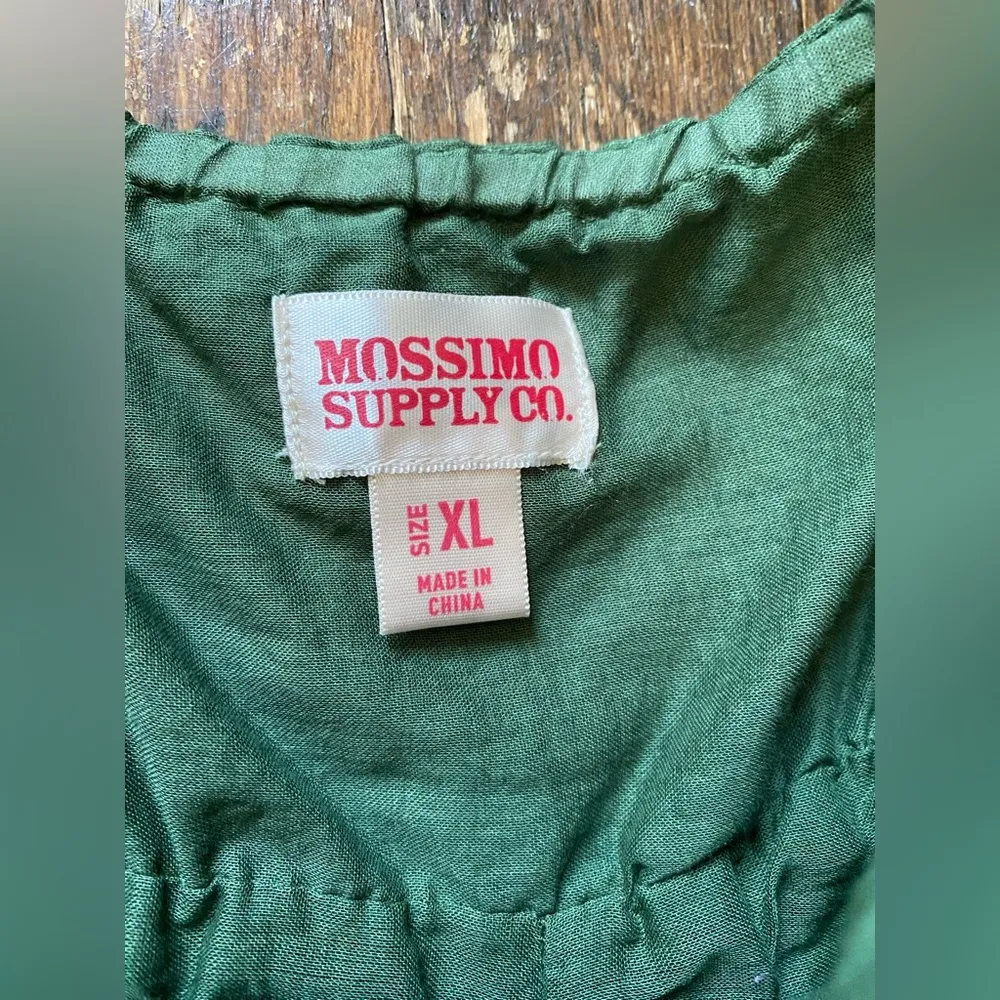 MOSSIMO
SUPPLY CO.
SIZE XL
MADE IN
CHINA